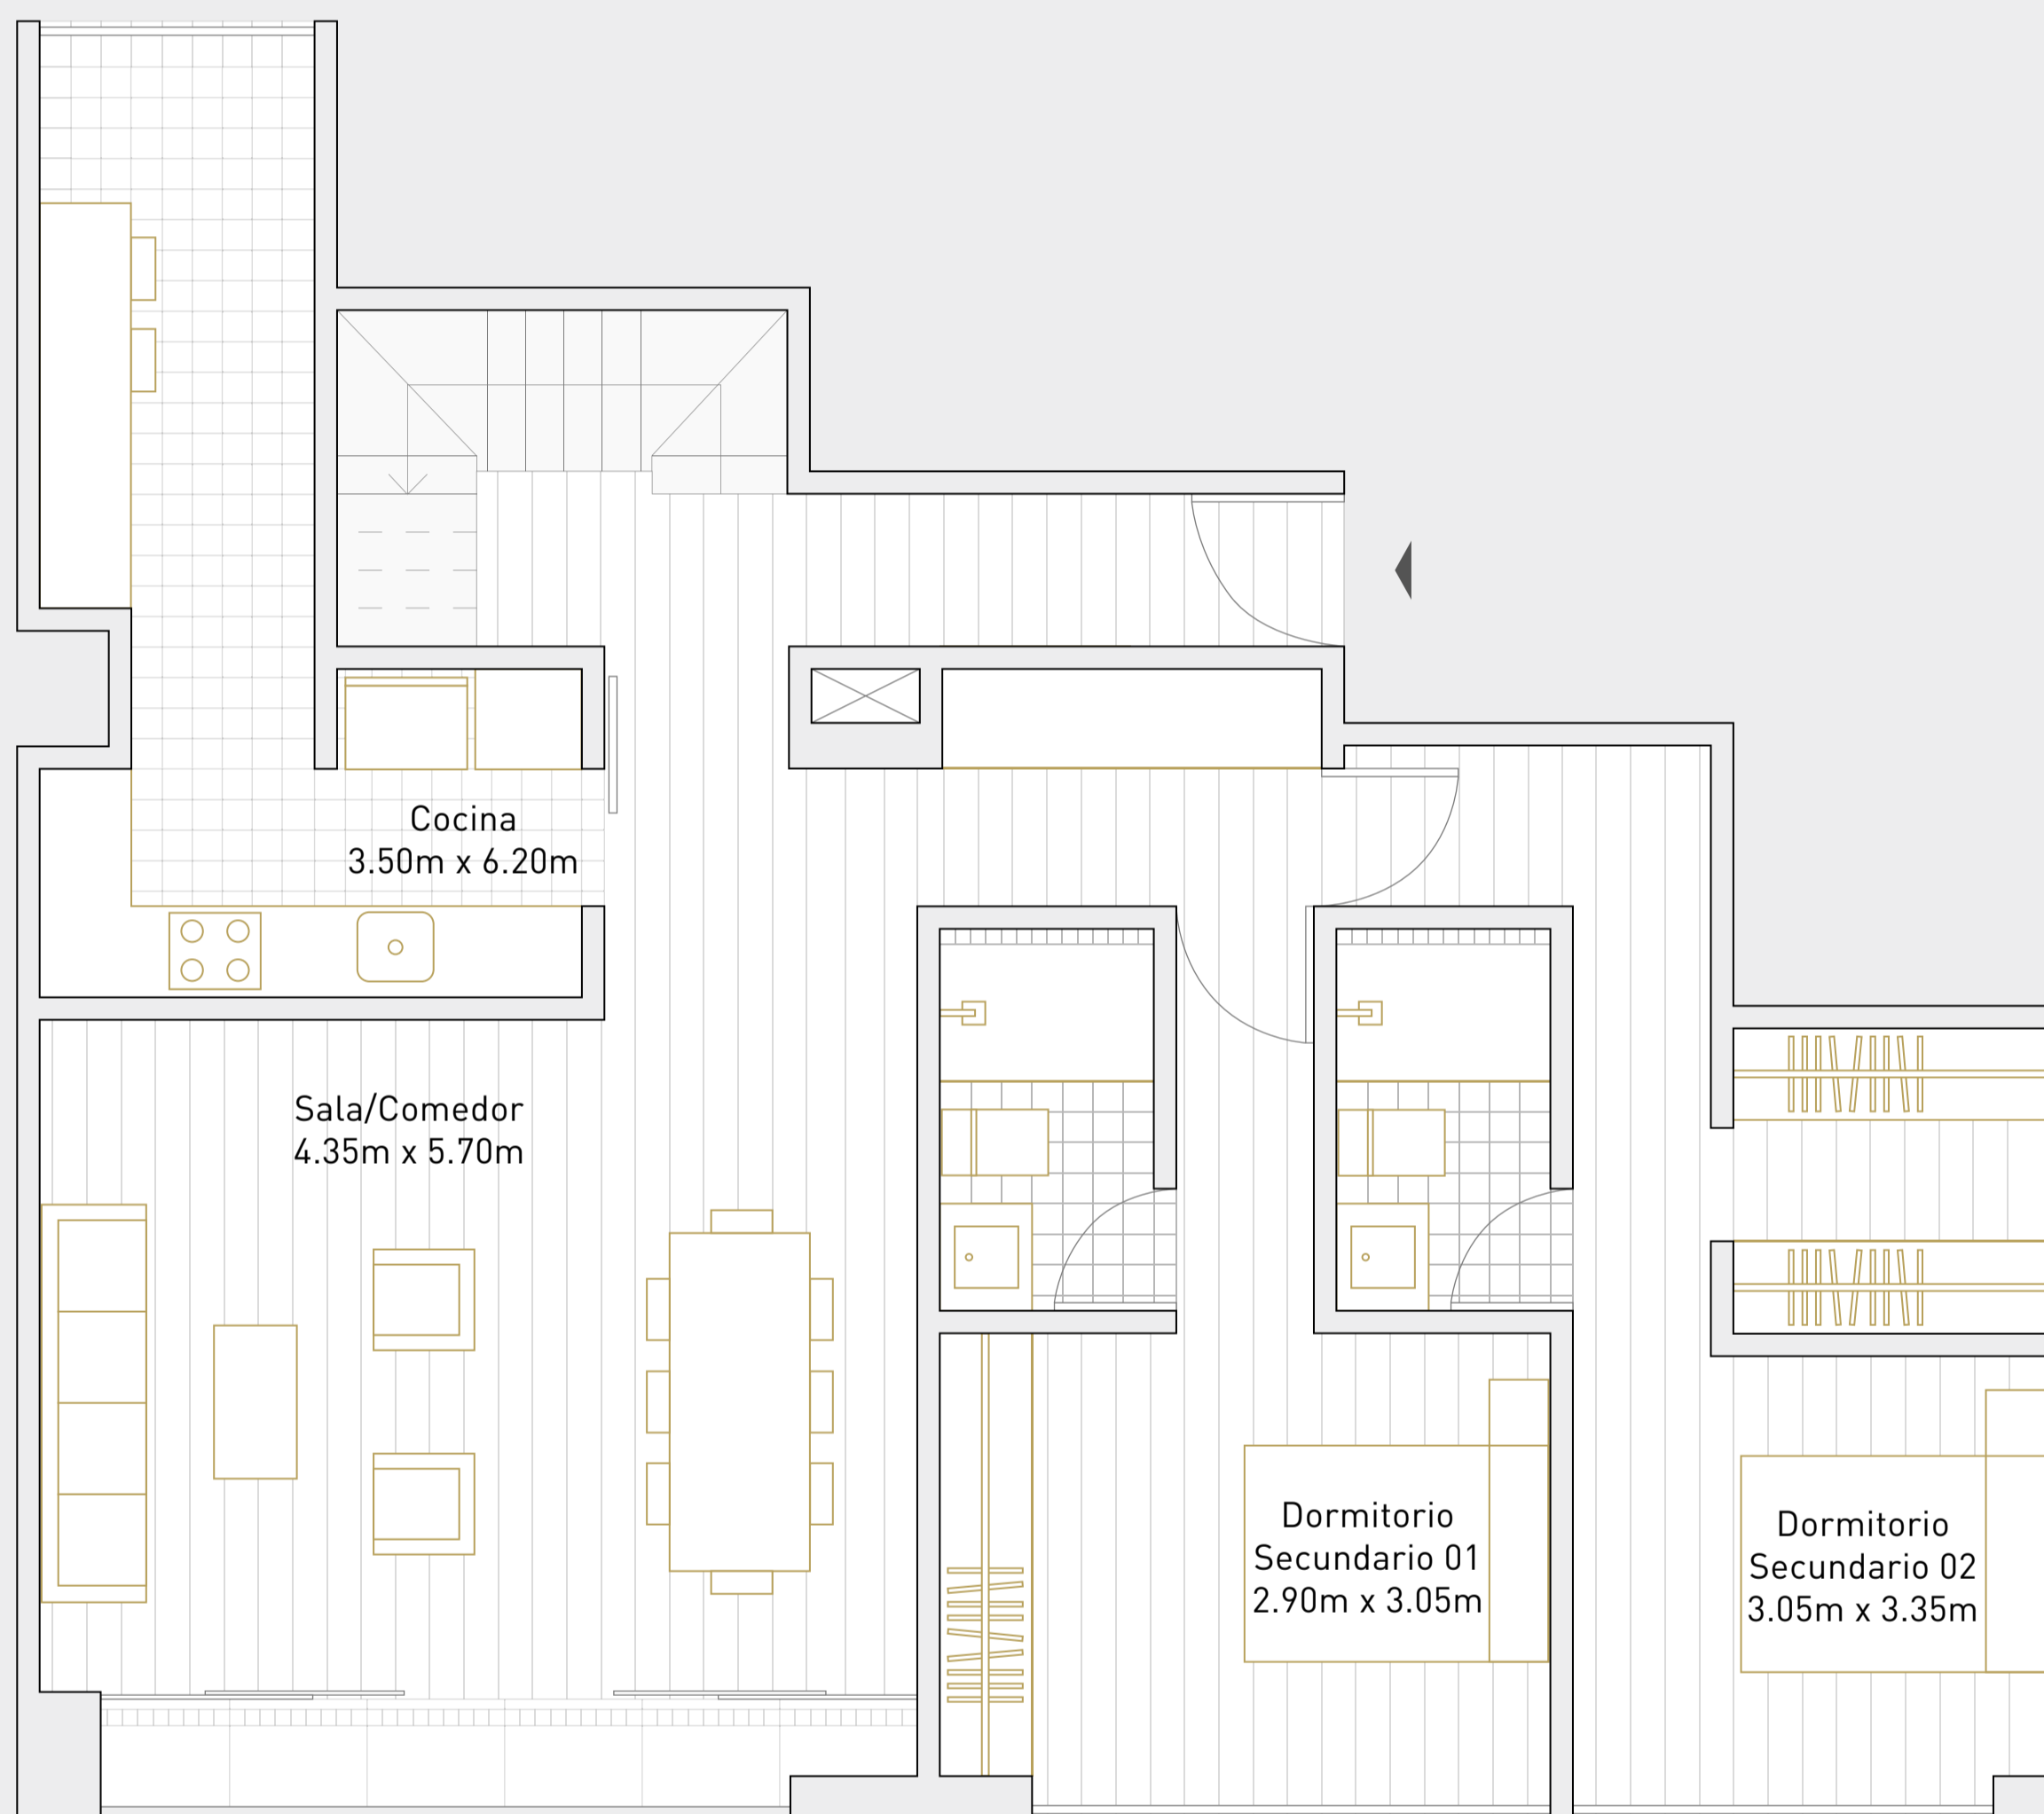 Cocina
3.50m x 6.20m
Sala/Comedor
4.35m x 5.70m
Dormitorio
Secundario 01
2.90m x 3.05m
Dormitorio
Secundario 02
3.05m x 3.35m